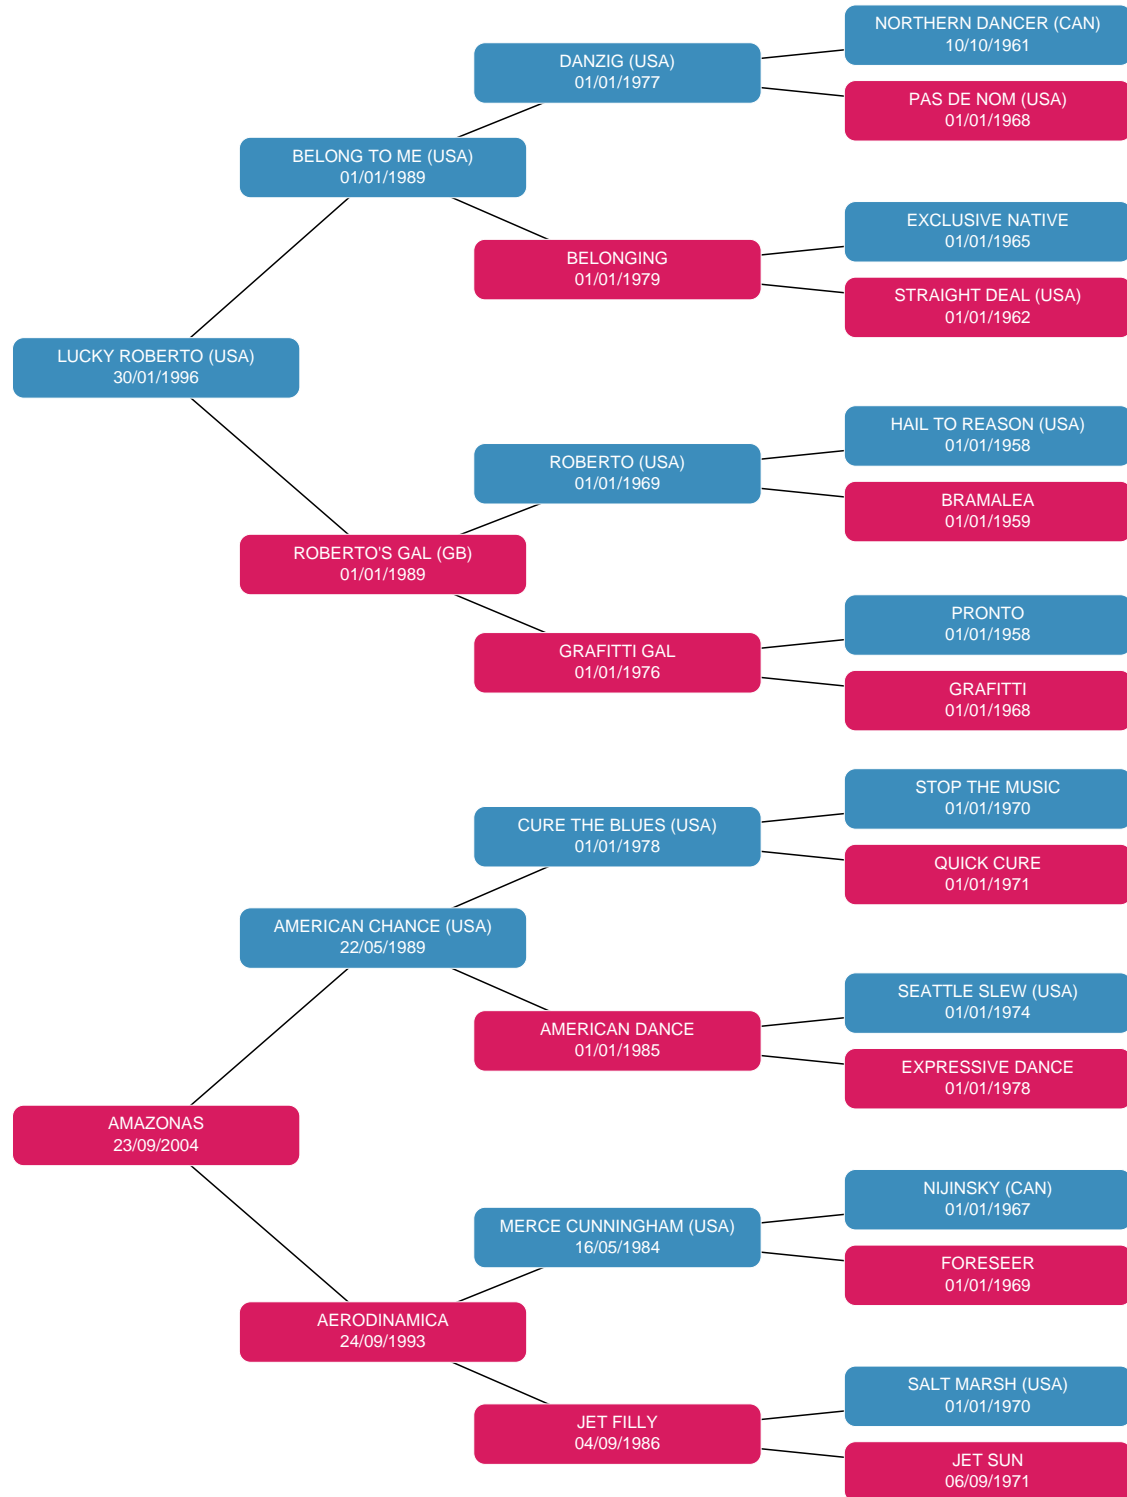 NORTHERN DANCER (CAN)
10/10/1961
DANZIG (USA)
01/01/1977
PAS DE NOM (USA)
01/01/1968
BELONG TO ME (USA)
01/01/1989
EXCLUSIVE NATIVE
01/01/1965
BELONGING
01/01/1979
STRAIGHT DEAL (USA)
01/01/1962
LUCKY ROBERTO (USA)
30/01/1996
HAIL TO REASON (USA)
01/01/1958
ROBERTO (USA)
01/01/1969
BRAMALEA
01/01/1959
ROBERTO'S GAL (GB)
01/01/1989
PRONTO
01/01/1958
GRAFITTI GAL
01/01/1976
GRAFITTI
01/01/1968
STOP THE MUSIC
01/01/1970
CURE THE BLUES (USA)
01/01/1978
QUICK CURE
01/01/1971
AMERICAN CHANCE (USA)
22/05/1989
SEATTLE SLEW (USA)
01/01/1974
AMERICAN DANCE
01/01/1985
EXPRESSIVE DANCE
01/01/1978
AMAZONAS
23/09/2004
NIJINSKY (CAN)
01/01/1967
MERCE CUNNINGHAM (USA)
16/05/1984
FORESEER
01/01/1969
AERODINAMICA
24/09/1993
SALT MARSH (USA)
01/01/1970
JET FILLY
04/09/1986
JET SUN
06/09/1971